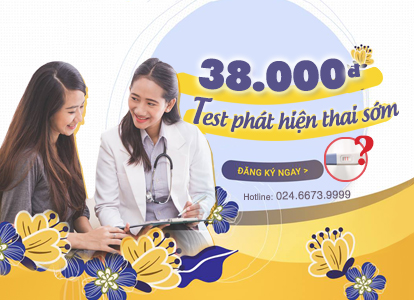 38.000đ
Test phát hiện thai sớm
ĐĂNG KÝ NGAY >
Hotline: 024.6673.9999